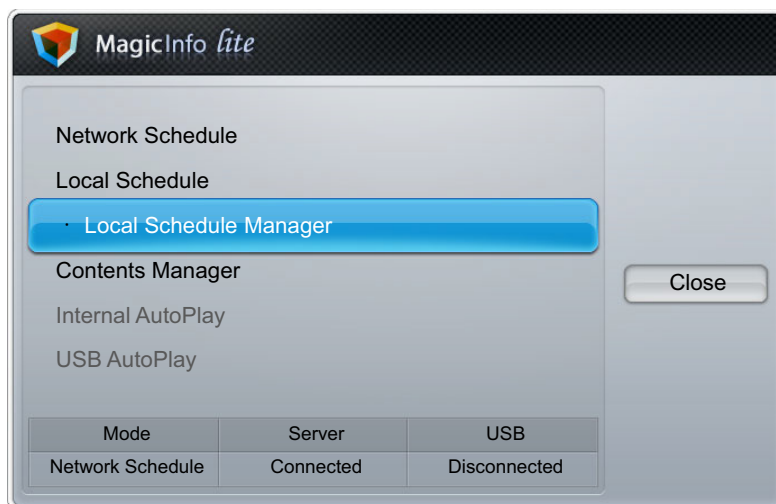 MagicInfo lite
Network Schedule
Local Schedule
· Local Schedule Manager
Contents Manager
Close
Internal AutoPlay
USB AutoPlay
Mode Server USB
Network Schedule Connected Disconnected